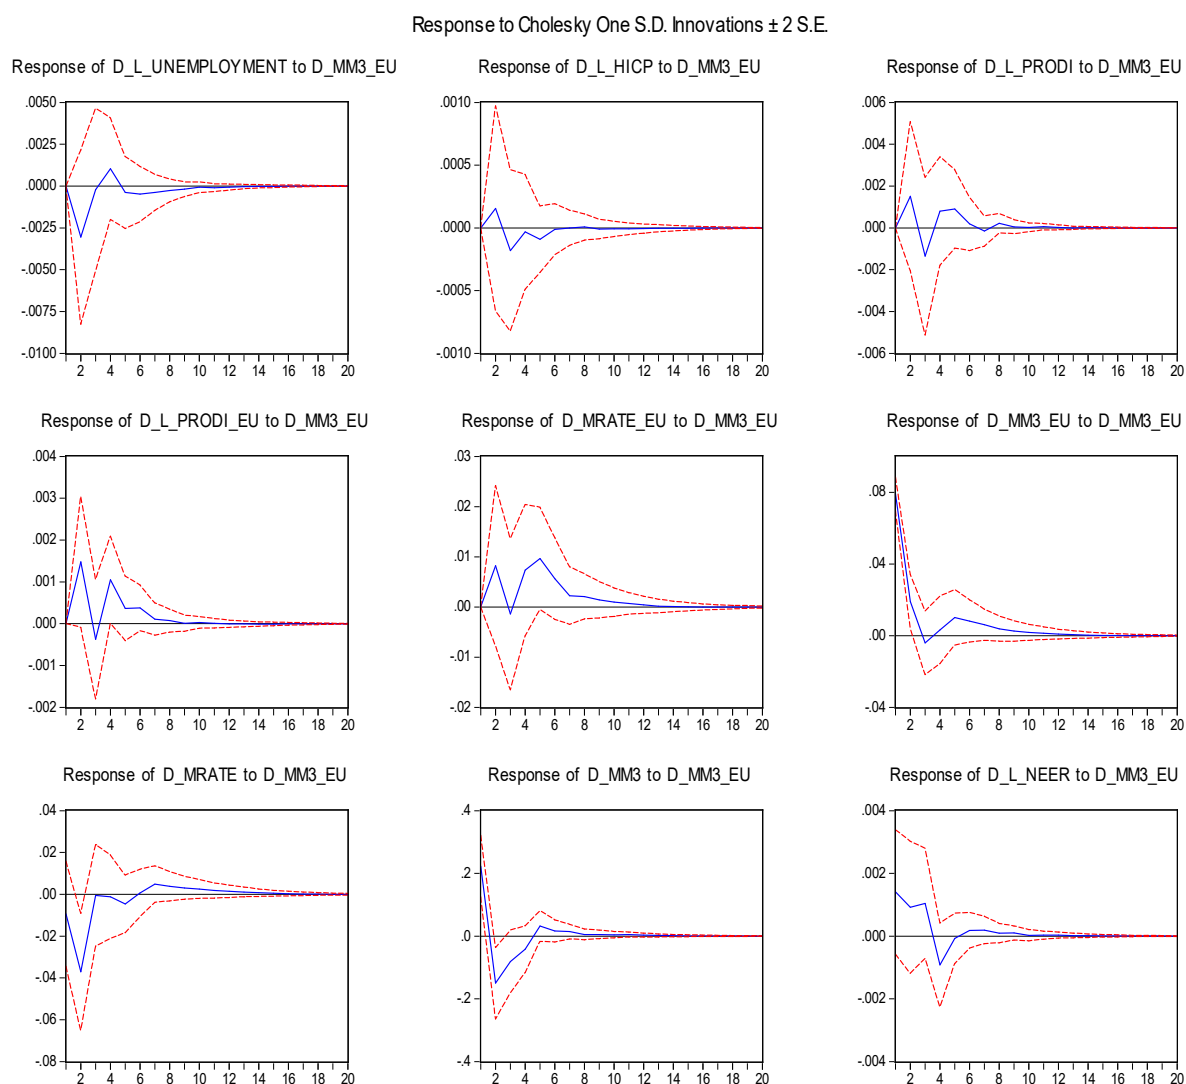 Response to Cholesky One S.D. Innovations ± 2 S.E.
Response of D_L_UNEMPLOYMENT to D_MM3_EU
.0050
.0025
.0000
-.0025
-.0050
-.0075
-.0100
2 4 6 8 10 12 14 16 18 20
Response of D_L_HICP to D_MM3_EU
.0010
.0005
.0000
-.0005
-.0010
2 4 6 8 10 12 14 16 18 20
Response of D_L_PRODI to D_MM3_EU
.006
.004
.002
.000
-.002
-.004
-.006
2 4 6 8 10 12 14 16 18 20
Response of D_L_PRODI_EU to D_MM3_EU
.004
.003
.002
.001
.000
-.001
-.002
2 4 6 8 10 12 14 16 18 20
Response of D_MRATE_EU to D_MM3_EU
.03
.02
.01
.00
-.01
-.02
2 4 6 8 10 12 14 16 18 20
Response of D_MM3_EU to D_MM3_EU
.08
.04
.00
-.04
2 4 6 8 10 12 14 16 18 20
Response of D_MRATE to D_MM3_EU
.04
.02
.00
-.02
-.04
-.06
-.08
2 4 6 8 10 12 14 16 18 20
Response of D_MM3 to D_MM3_EU
.4
.2
.0
-.2
-.4
2 4 6 8 10 12 14 16 18 20
Response of D_L_NEER to D_MM3_EU
.004
.002
.000
-.002
-.004
2 4 6 8 10 12 14 16 18 20